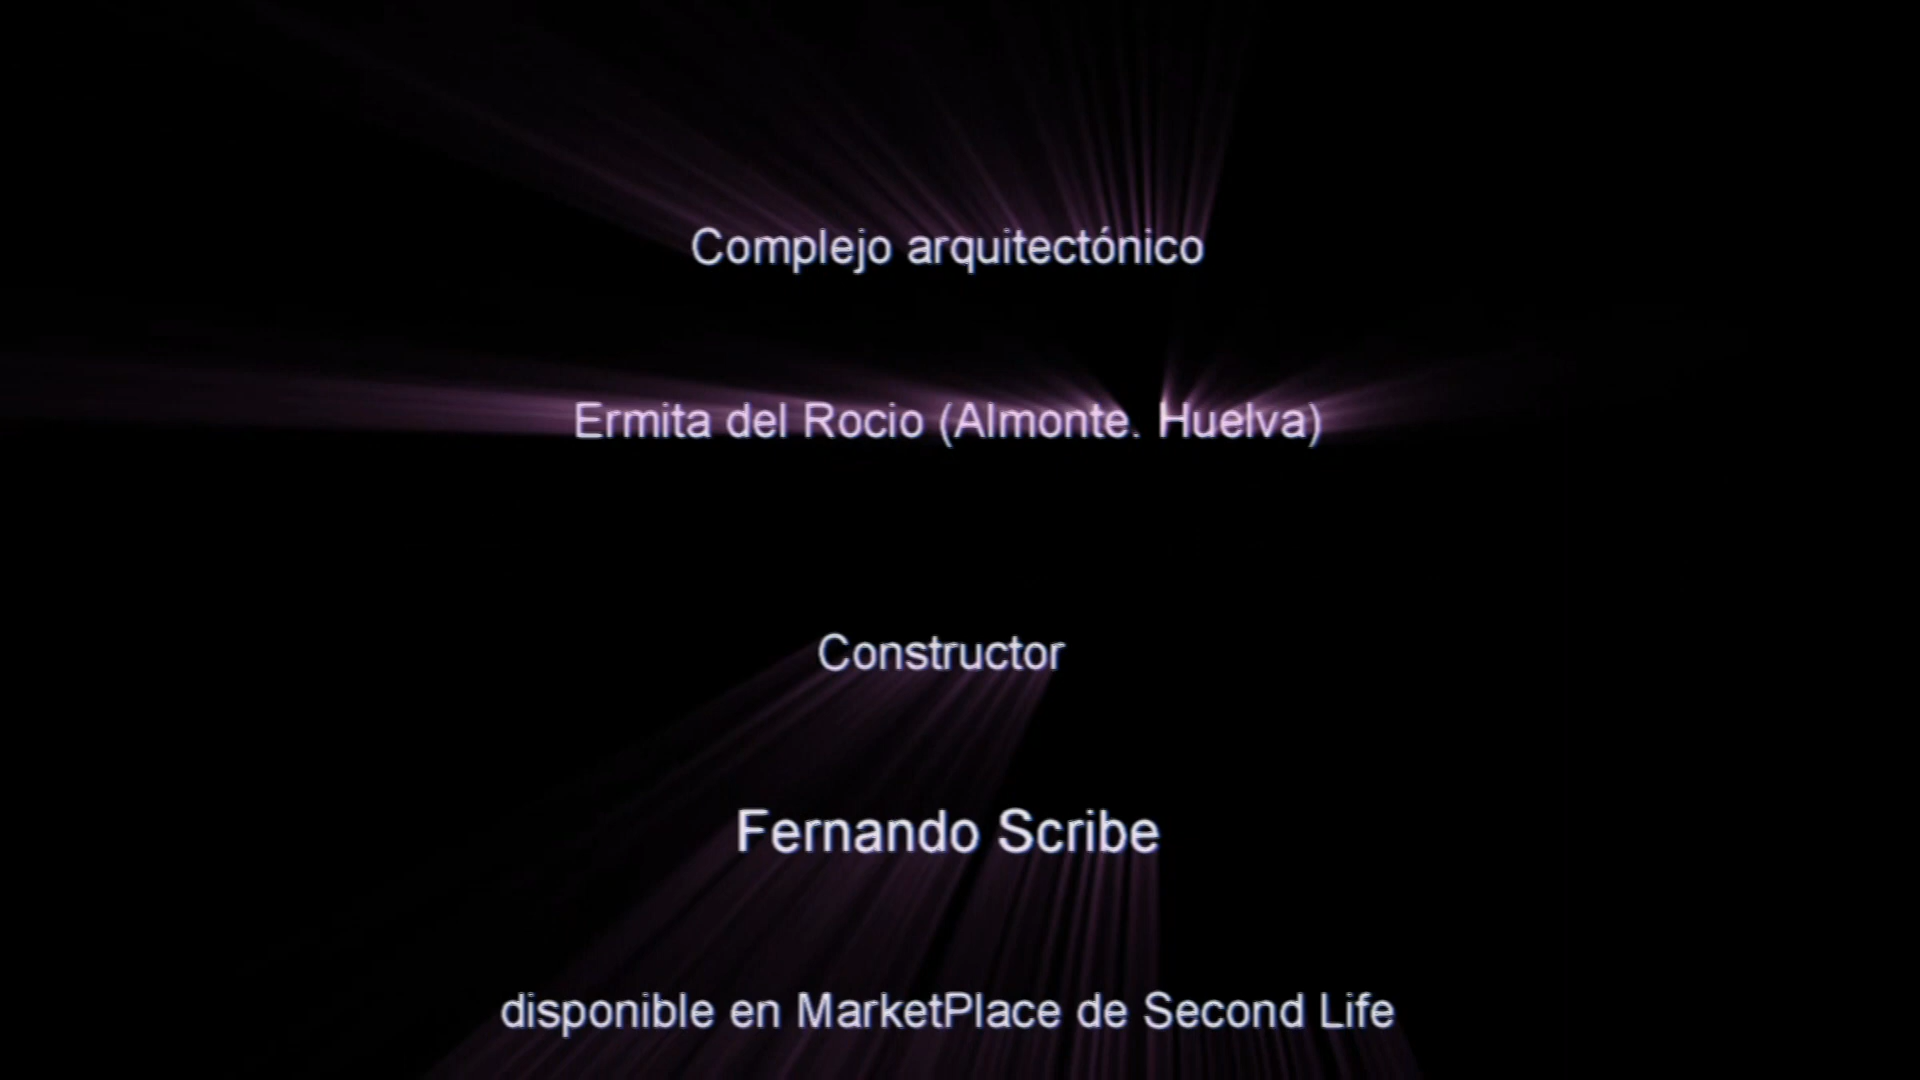 Complejo arquitectónico
Ermita del Rocio (Almonte. Huelva)
Constructor
Fernando Scribe
disponible en MarketPlace de Second Life